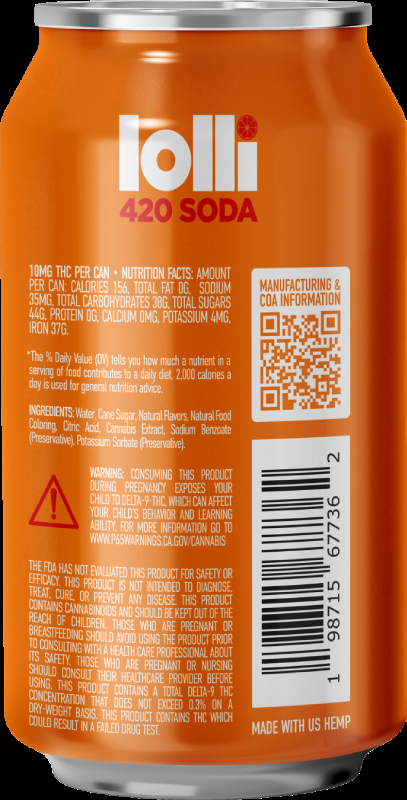 lolli
420 SODA
10MG THC PER CAN • NUTRITION FACTS: AMOUNT
PER CAN: CALORIES 156, TOTAL FAT 0G, SODIUM
35MG, TOTAL CARBOHYDRATES 38G, TOTAL SUGARS
44G, PROTEIN 0G, CALCIUM 0MG, POTASSIUM 4MG,
IRON 37G.
*The % Daily Value (DV) tells you how much a nutrient in a
serving of food contributes to a daily diet. 2,000 calories a
day is used for general nutrition advice.
INGREDIENTS: Water, Cane Sugar, Natural Flavors, Natural Food
Coloring, Citric Acid, Cannabis Extract, Sodium Benzoate
(Preservative), Potassium Sorbate (Preservative).
WARNING: CONSUMING THIS PRODUCT
DURING PREGNANCY EXPOSES YOUR
CHILD TO DELTA-9-THC, WHICH CAN AFFECT
YOUR CHILD'S BEHAVIOR AND LEARNING
ABILITY. FOR MORE INFORMATION GO TO
WWW.P65WARNINGS.CA.GOV/CANNABIS
THE FDA HAS NOT EVALUATED THIS PRODUCT FOR SAFETY OR
EFFICACY. THIS PRODUCT IS NOT INTENDED TO DIAGNOSE,
TREAT, CURE, OR PREVENT ANY DISEASE. THIS PRODUCT
CONTAINS CANNABINOIDS AND SHOULD BE KEPT OUT OF THE
REACH OF CHILDREN. THOSE WHO ARE PREGNANT OR
BREASTFEEDING SHOULD AVOID USING THE PRODUCT PRIOR
TO CONSULTING WITH A HEALTH CARE PROFESSIONAL ABOUT
ITS SAFETY. THOSE WHO ARE PREGNANT OR NURSING
SHOULD CONSULT THEIR HEALTHCARE PROVIDER BEFORE
USING. THIS PRODUCT CONTAINS A TOTAL DELTA-9 THC
CONCENTRATION THAT DOES NOT EXCEED 0.3% ON A
DRY-WEIGHT BASIS. THIS PRODUCT CONTAINS THC WHICH
COULD RESULT IN A FAILED DRUG TEST.
MANUFACTURING &
COA INFORMATION
1 98715 67736 2
MADE WITH US HEMP